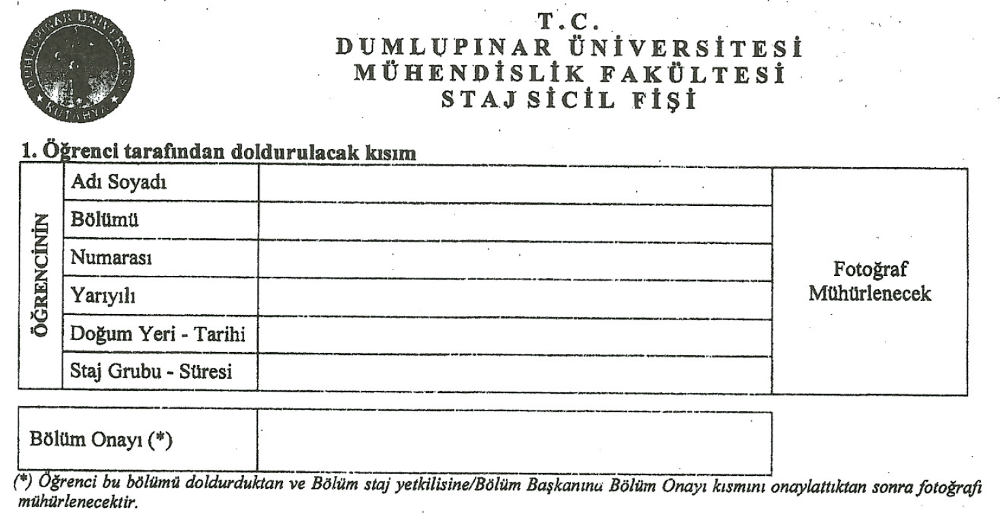 DUMLUPINAR ÜNİVERSİTESİ
KÜTAHYA
T.C.
DUMLUPINAR ÜNİVERSİTESİ
MÜHENDİSLİK FAKÜLTESİ
STAJ SİCİL FİŞİ
1. Öğrenci tarafından doldurulacak kısım
ÖĞRENCİNİN
Adı Soyadı
Bölümü
Numarası
Yarıyılı
Doğum Yeri - Tarihi
Staj Grubu - Süresi
Fotoğraf
Mühürlenecek
Bölüm Onayı (*)
(*) Öğrenci bu bölümü doldurduktan ve Bölüm staj yetkilisine/Bölüm Başkanına Bölüm Onayı kısmını onaylattıktan sonra fotoğrafı
mühürlenecektir.